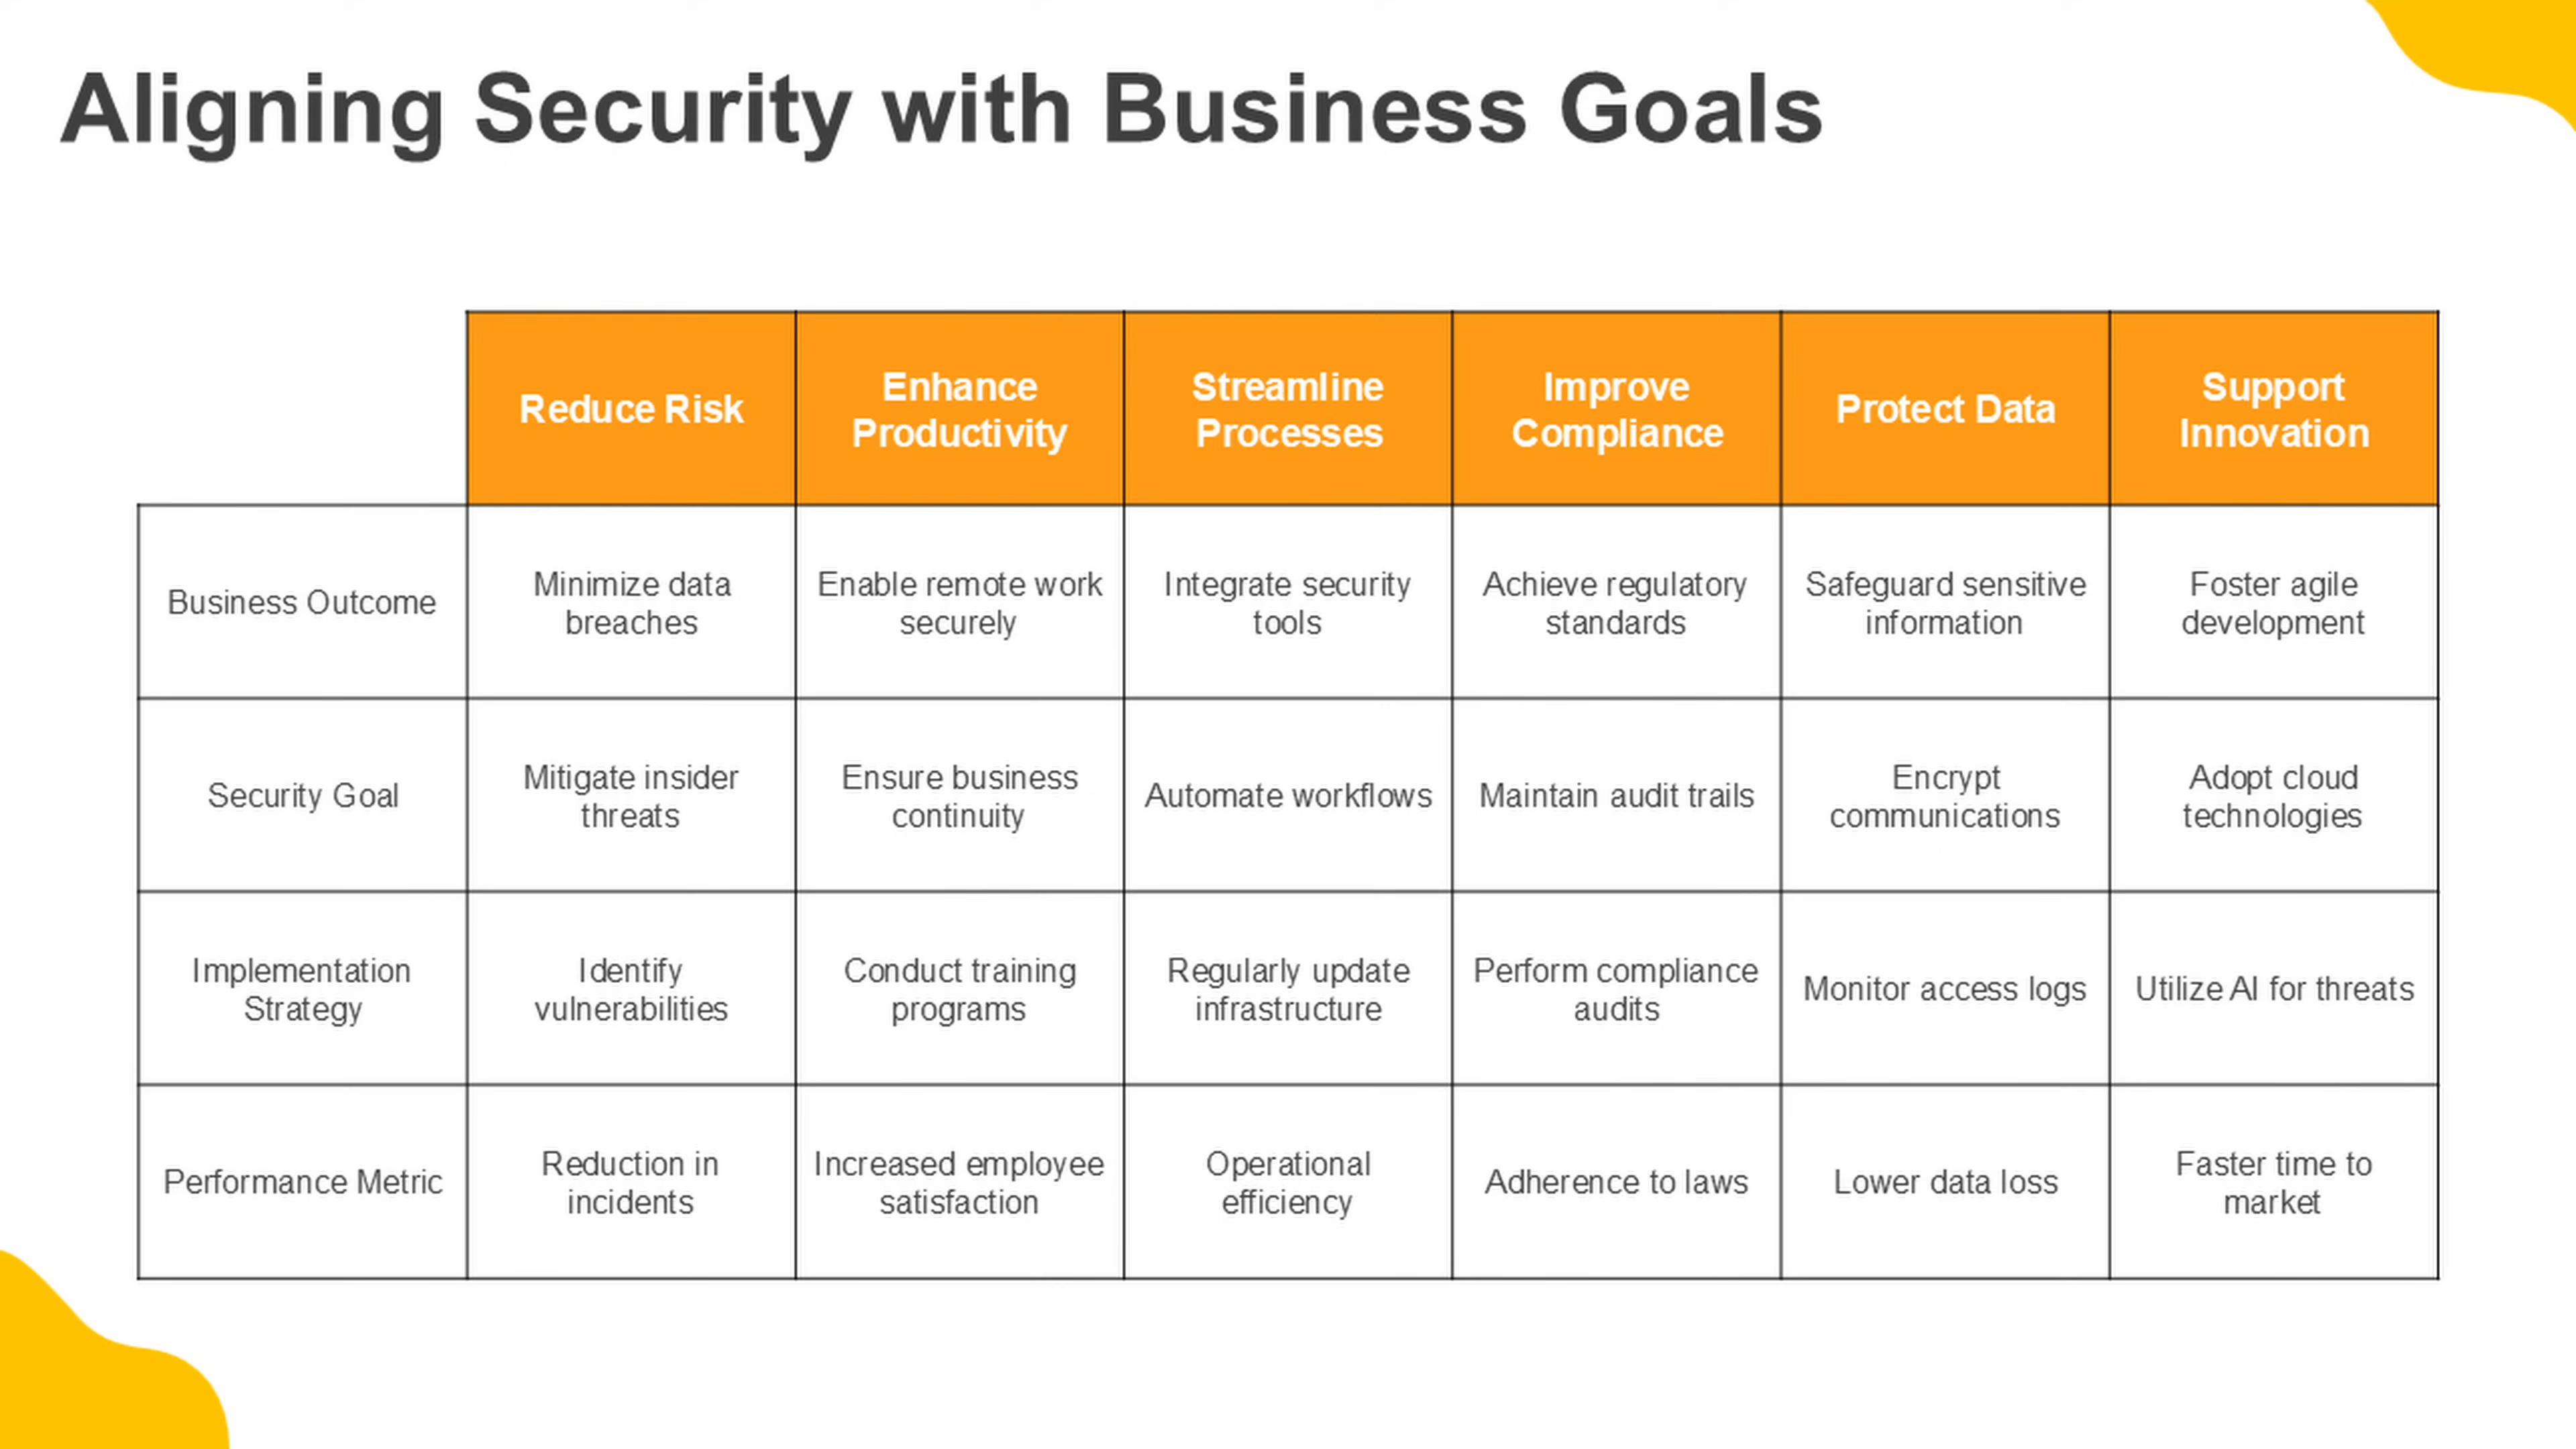 Aligning Security with Business Goals
Reduce Risk
Enhance
Productivity
Streamline
Processes
Improve
Compliance
Protect Data
Support
Innovation
Business Outcome
Minimize data
breaches
Enable remote work
securely
Integrate security
tools
Achieve regulatory
standards
Safeguard sensitive
information
Foster agile
development
Security Goal
Mitigate insider
threats
Ensure business
continuity
Automate workflows
Maintain audit trails
Encrypt
communications
Adopt cloud
technologies
Implementation
Strategy
Identify
vulnerabilities
Conduct training
programs
Regularly update
infrastructure
Perform compliance
audits
Monitor access logs
Utilize AI for threats
Performance Metric
Reduction in
incidents
Increased employee
satisfaction
Operational
efficiency
Adherence to laws
Lower data loss
Faster time to
market